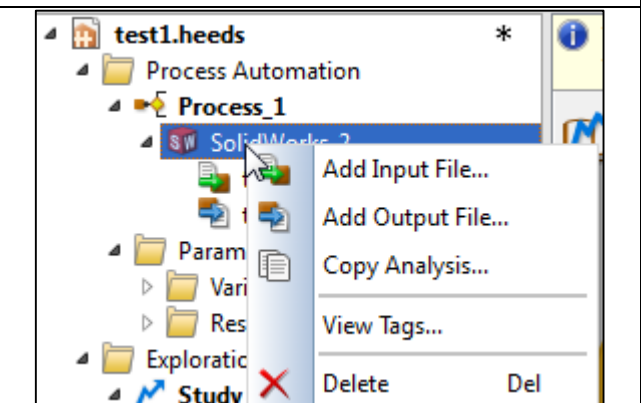 test1.heeds *
Process Automation
Process_1
SolidWorks_2
Add Input File...
Add Output File...
Param
Copy Analysis...
Vari
Res
View Tags...
Exploratic
Study
Delete Del